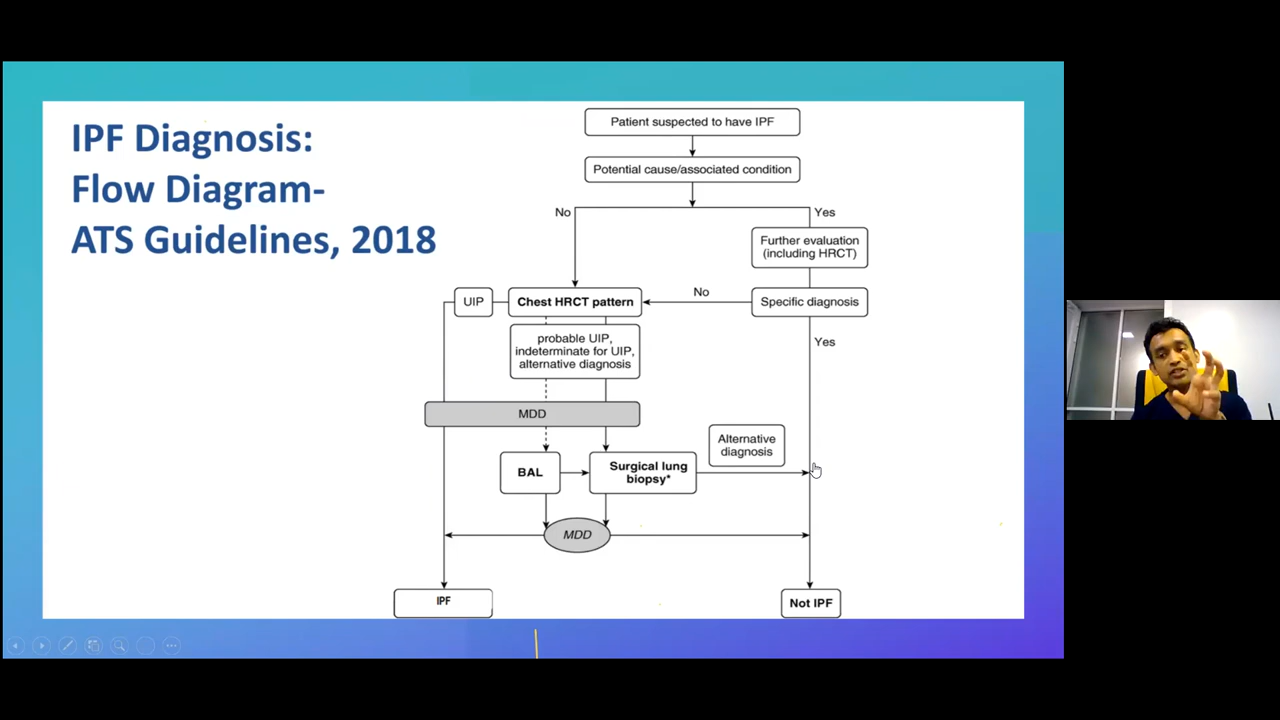 IPF Diagnosis:
Flow Diagram-
ATS Guidelines, 2018
Patient suspected to have IPF
Potential cause/associated condition
No
Yes
Further evaluation
(including HRCT)
UIP
Chest HRCT pattern
No
Specific diagnosis
probable UIP,
indeterminate for UIP,
alternative diagnosis
Yes
MDD
Alternative
diagnosis
BAL
Surgical lung
biopsy*
MDD
IPF
Not IPF